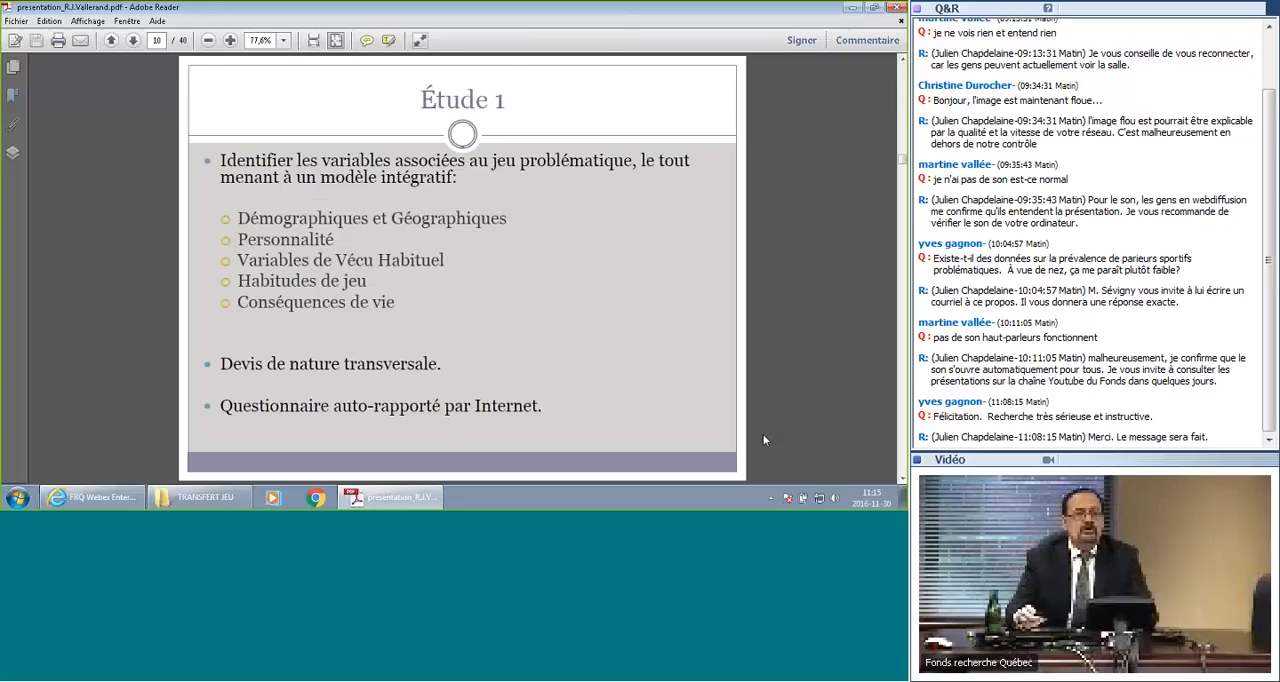 presentation_R.J.Vallerand.pdf - Adobe Reader
Fichier Edition Affichage Fenêtre Aide
10 / 40 77,6% Signer Commentaire
Étude 1
Identifier les variables associées au jeu problématique, le tout
menant à un modèle intégratif:
Démographiques et Géographiques
Personnalité
Variables de Vécu Habituel
Habitudes de jeu
Conséquences de vie
Devis de nature transversale.
Questionnaire auto-rapporté par Internet.
FRQ Webex Enter...
TRANSFERT JEU
presentation_R.J.V...
11:15
2016-11-30
Q&R
martine vallée- (09:13:31 Matin)
Q: je ne vois rien et entend rien
R: (Julien Chapdelaine-09:13:31 Matin) Je vous conseille de vous reconnecter,
car les gens peuvent actuellement voir la salle.
Christine Durocher- (09:34:31 Matin)
Q: Bonjour, l'image est maintenant floue...
R: (Julien Chapdelaine-09:34:31 Matin) l'image flou est pourrait être explicable
par la qualité et la vitesse de votre réseau. C'est malheureusement en
dehors de notre contrôle
martine vallée- (09:35:43 Matin)
Q: je n'ai pas de son est-ce normal
R: (Julien Chapdelaine-09:35:43 Matin) Pour le son, les gens en webdiffusion
me confirme qu'ils entendent la présentation. Je vous recommande de
vérifier le son de votre ordinateur.
yves gagnon- (10:04:57 Matin)
Q: Existe-t-il des données sur la prévalence de parieurs sportifs
problématiques. À vue de nez, ça me paraît plutôt faible?
R: (Julien Chapdelaine-10:04:57 Matin) M. Sévigny vous invite à lui écrire un
courriel à ce propos. Il vous donnera une réponse exacte.
martine vallée- (10:11:05 Matin)
Q: pas de son haut-parleurs fonctionnent
R: (Julien Chapdelaine-10:11:05 Matin) malheureusement, je confirme que le
son s'ouvre automatiquement pour tous. Je vous invite à consulter les
présentations sur la chaîne Youtube du Fonds dans quelques jours.
yves gagnon- (11:08:15 Matin)
Q: Félicitation. Recherche très sérieuse et instructive.
R: (Julien Chapdelaine-11:08:15 Matin) Merci. Le message sera fait.
Vidéo
Fonds recherche Québec